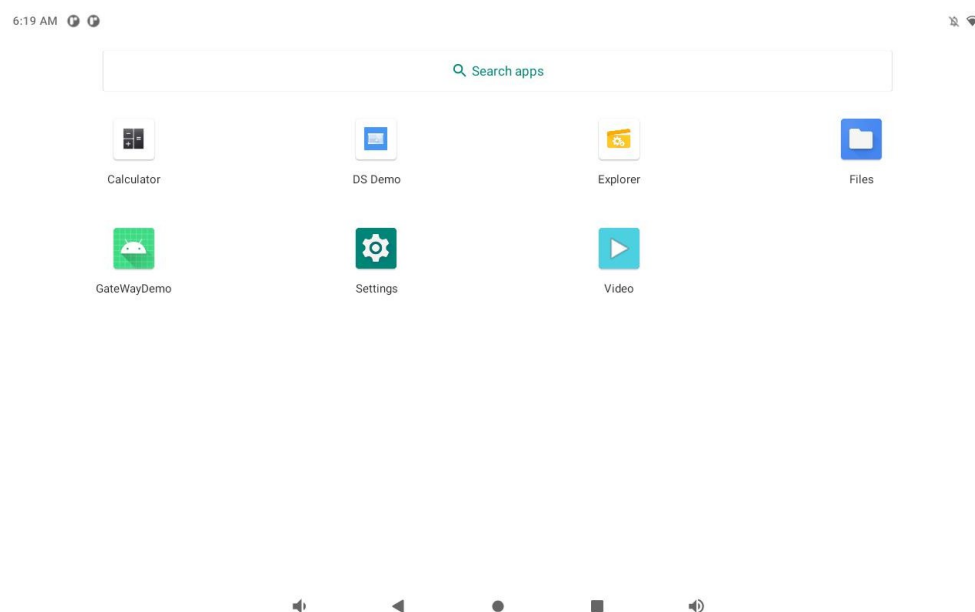 6:19 AM
Search apps
Calculator
DS Demo
Explorer
Files
GateWayDemo
Settings
Video